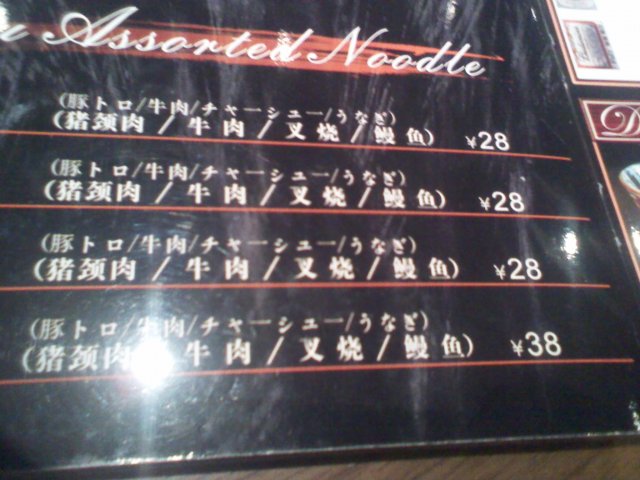 Assorted Noodle
(豚トロ/牛肉/チャーシュー/うなぎ)
(猪颈肉 / 牛肉 / 叉烧 / 鳗鱼) ¥28
(豚トロ/牛肉/チャーシュー/うなぎ)
(猪颈肉 / 牛肉 / 叉烧 / 鳗鱼) ¥28
(豚トロ/牛肉/チャーシュー/うなぎ)
(猪颈肉 / 牛肉 / 叉烧 / 鳗鱼) ¥28
(豚トロ/牛肉/チャーシュー/うなぎ)
(猪颈肉 / 牛肉 / 叉烧 / 鳗鱼) ¥38